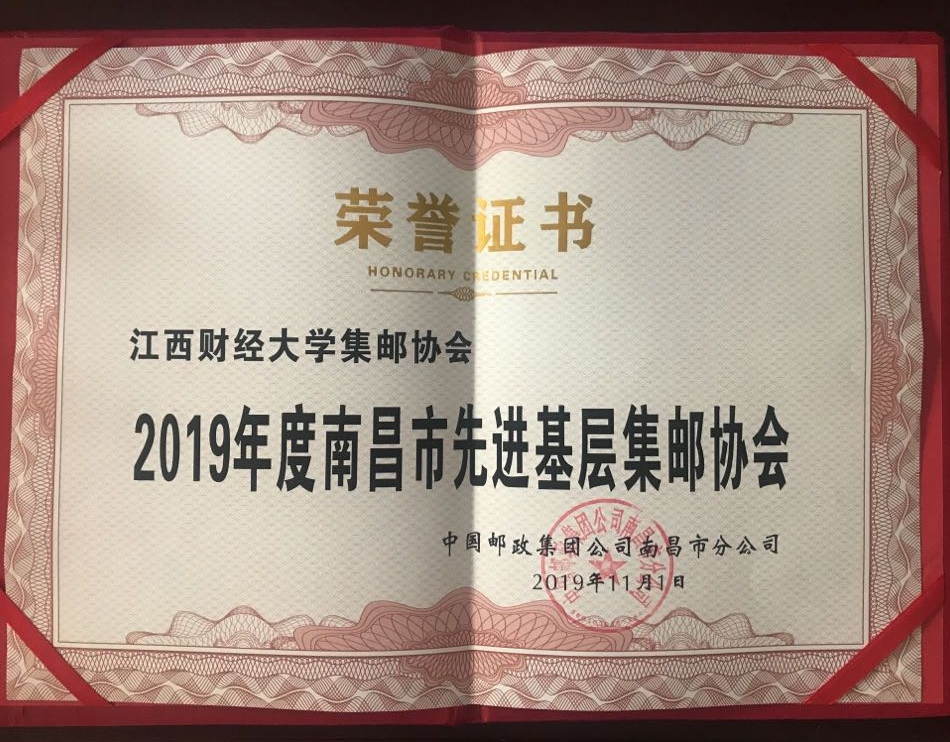 荣誉证书
HONORARY CREDENTIAL
江西财经大学集邮协会
2019年度南昌市先进基层集邮协会
中国邮政集团公司南昌市分公司
2019年11月1日